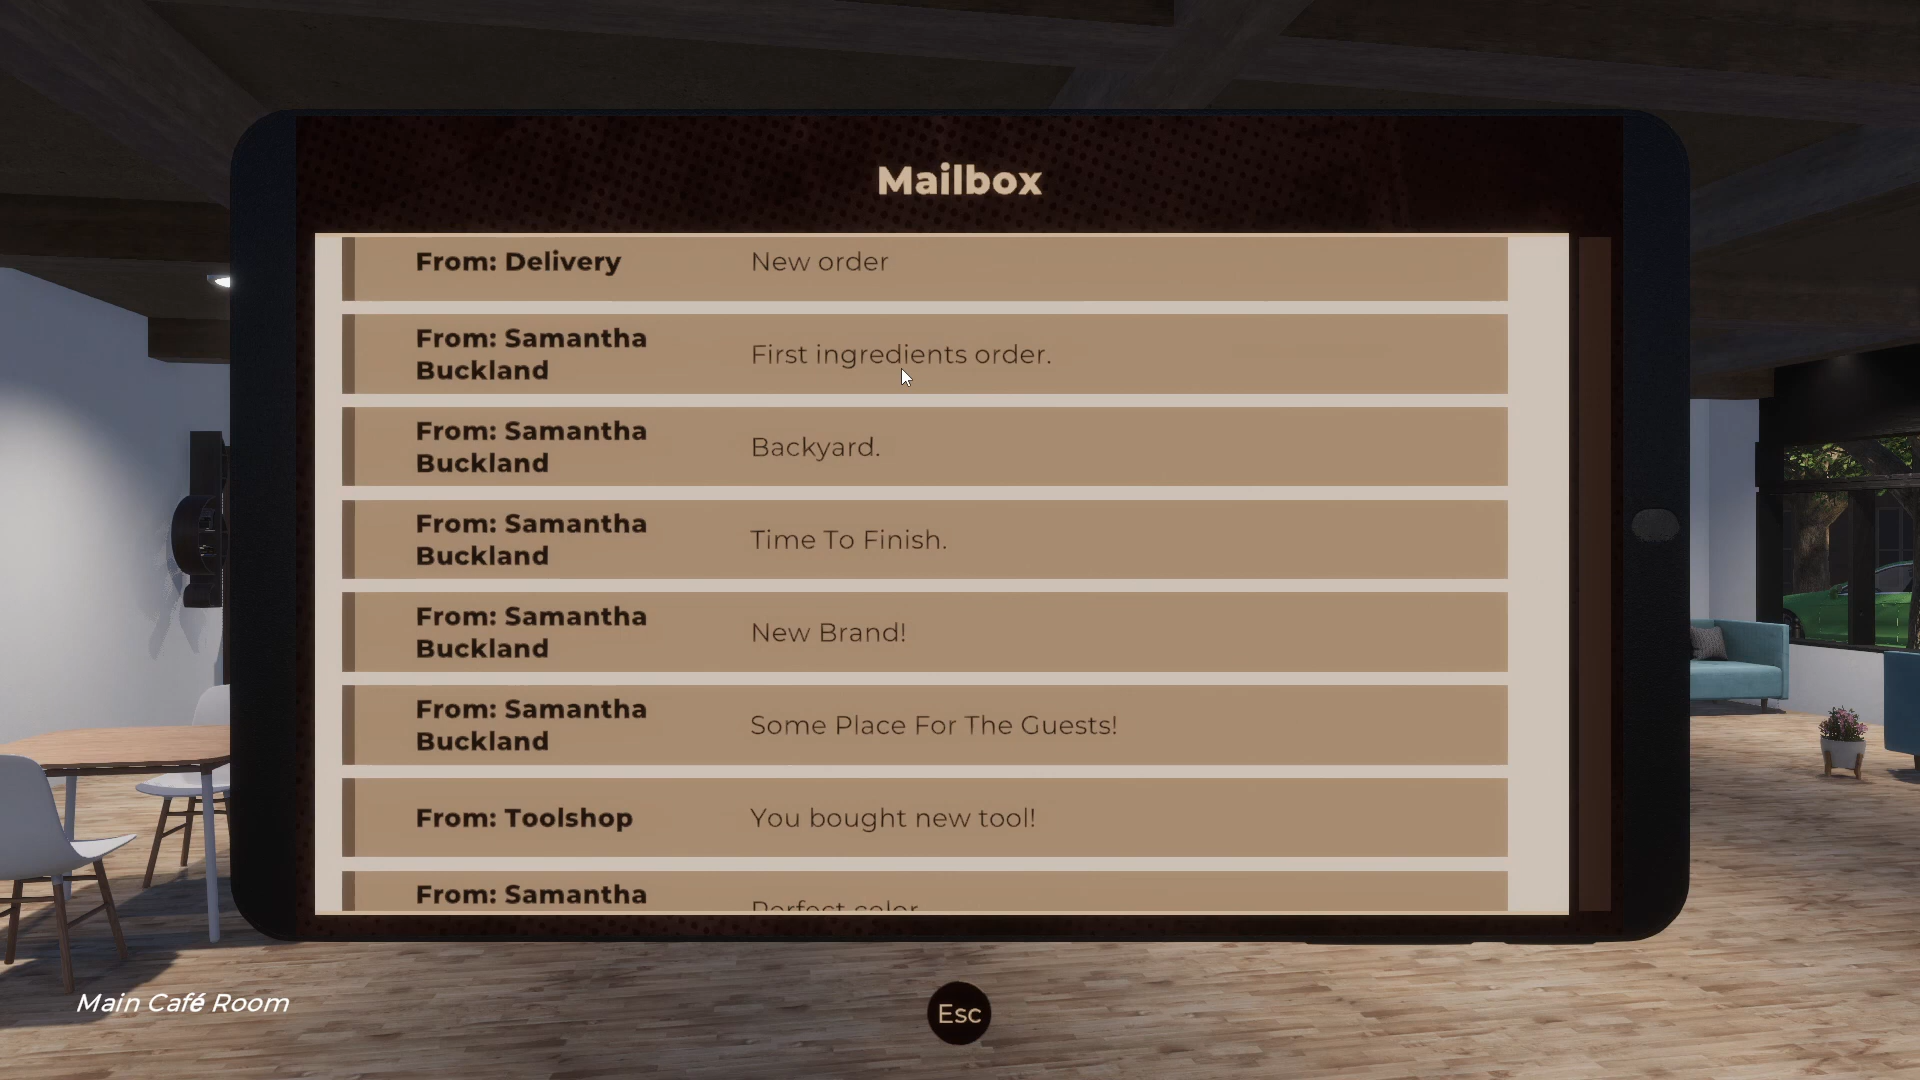 Mailbox
From: Delivery New order
From: Samantha
Buckland
First ingredients order.
From: Samantha
Buckland
Backyard.
From: Samantha
Buckland
Time To Finish.
From: Samantha
Buckland
New Brand!
From: Samantha
Buckland
Some Place For The Guests!
From: Toolshop You bought new tool!
From: Samantha
Perfect color
Main Café Room
Esc